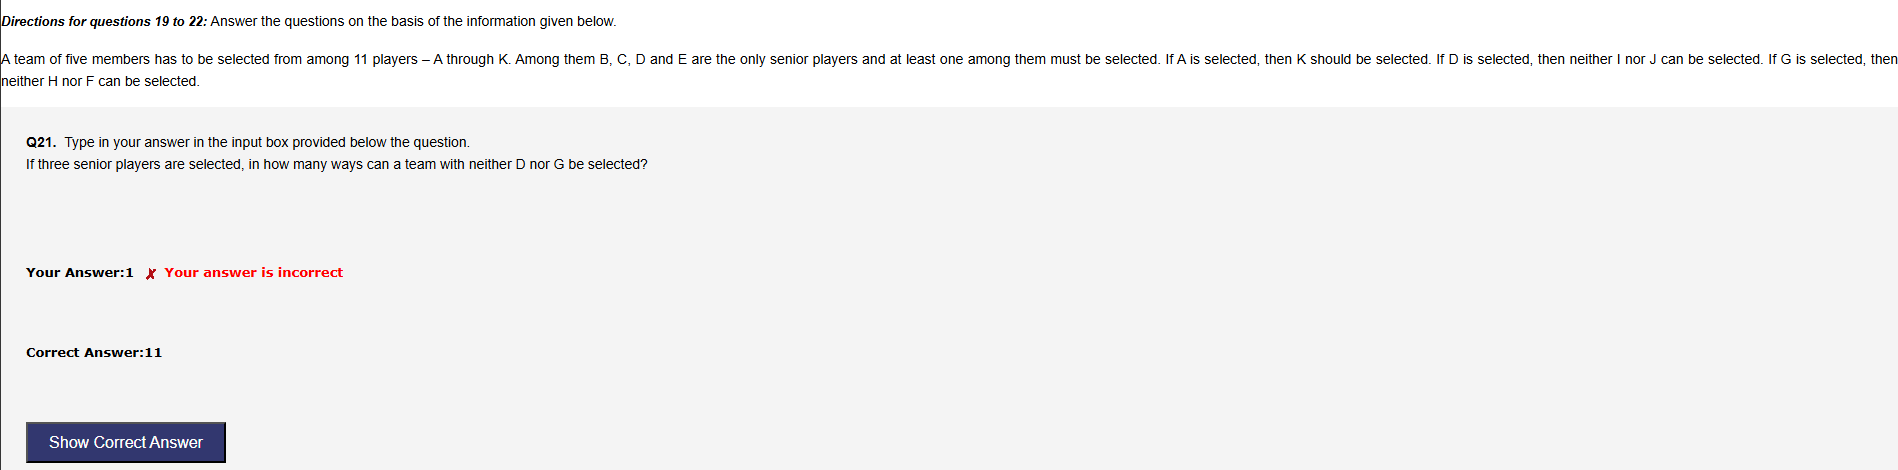 Directions for questions 19 to 22: Answer the questions on the basis of the information given below.
A team of five members has to be selected from among 11 players – A through K. Among them B, C, D and E are the only senior players and at least one among them must be selected. If A is selected, then K should be selected. If D is selected, then neither I nor J can be selected. If G is selected, then
neither H nor F can be selected.
Q21. Type in your answer in the input box provided below the question.
If three senior players are selected, in how many ways can a team with neither D nor G be selected?
Your Answer:1 ✗ Your answer is incorrect
Correct Answer:11
Show Correct Answer